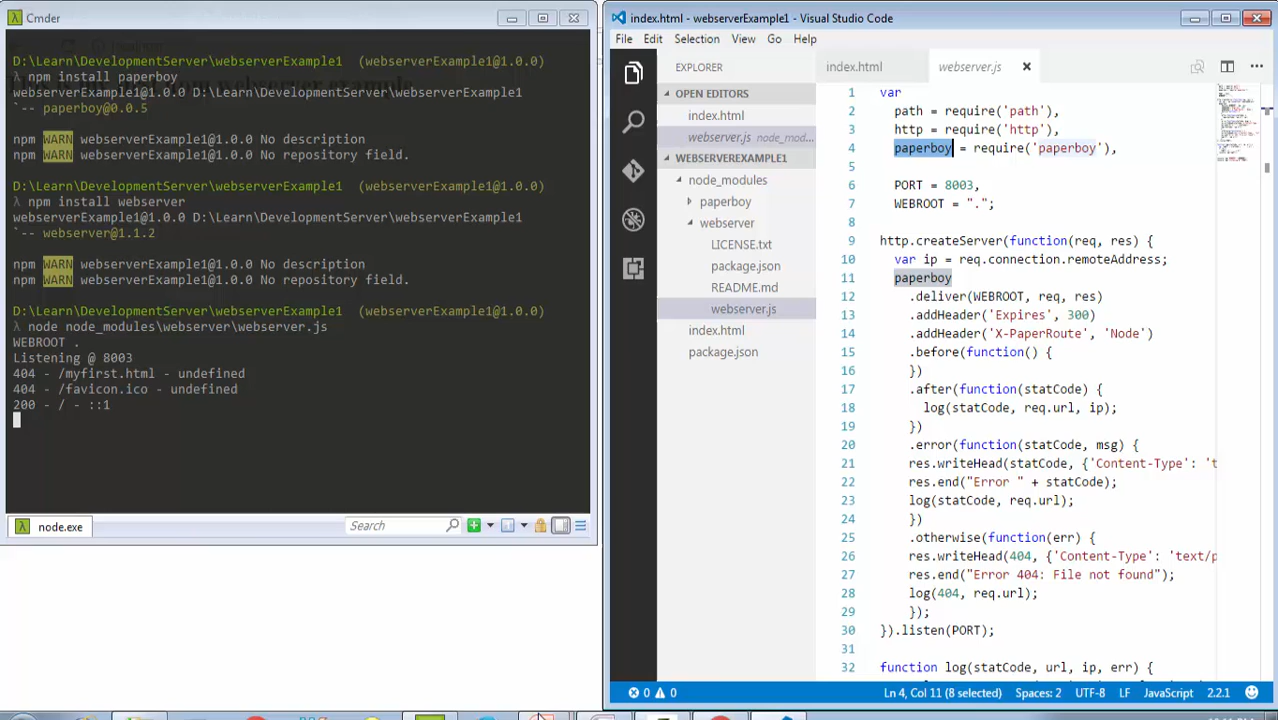 Cmder
D:\Learn\DevelopmentServer\webserverExample1 (webserverExample1@1.0.0)
λ npm install paperboy
webserverExample1@1.0.0 D:\Learn\DevelopmentServer\webserverExample1
`-- paperboy@0.0.5
npm WARN webserverExample1@1.0.0 No description
npm WARN webserverExample1@1.0.0 No repository field.
D:\Learn\DevelopmentServer\webserverExample1 (webserverExample1@1.0.0)
λ npm install webserver
webserverExample1@1.0.0 D:\Learn\DevelopmentServer\webserverExample1
`-- webserver@1.1.2
npm WARN webserverExample1@1.0.0 No description
npm WARN webserverExample1@1.0.0 No repository field.
D:\Learn\DevelopmentServer\webserverExample1 (webserverExample1@1.0.0)
λ node node_modules\webserver\webserver.js
WEBROOT .
Listening @ 8003
404 - /myfirst.html - undefined
404 - /favicon.ico - undefined
200 - / - ::1
node.exe
Search
index.html - webserverExample1 - Visual Studio Code
File Edit Selection View Go Help
EXPLORER
OPEN EDITORS
index.html
webserver.js node_mod...
WEBSERVEREXAMPLE1
node_modules
paperboy
webserver
LICENSE.txt
package.json
README.md
webserver.js
index.html
package.json
index.html webserver.js
1 var
2 path = require('path'),
3 http = require('http'),
4 paperboy = require('paperboy'),
5
6 PORT = 8003,
7 WEBROOT = ".";
8
9 http.createServer(function(req, res) {
10 var ip = req.connection.remoteAddress;
11 paperboy
12 .deliver(WEBROOT, req, res)
13 .addHeader('Expires', 300)
14 .addHeader('X-PaperRoute', 'Node')
15 .before(function() {
16 })
17 .after(function(statCode) {
18 log(statCode, req.url, ip);
19 })
20 .error(function(statCode, msg) {
21 res.writeHead(statCode, {'Content-Type': 't
22 res.end("Error " + statCode);
23 log(statCode, req.url);
24 })
25 .otherwise(function(err) {
26 res.writeHead(404, {'Content-Type': 'text/p
27 res.end("Error 404: File not found");
28 log(404, req.url);
29 });
30 }).listen(PORT);
31
32 function log(statCode, url, ip, err) {
0 0 Ln 4, Col 11 (8 selected) Spaces: 2 UTF-8 LF JavaScript 2.2.1